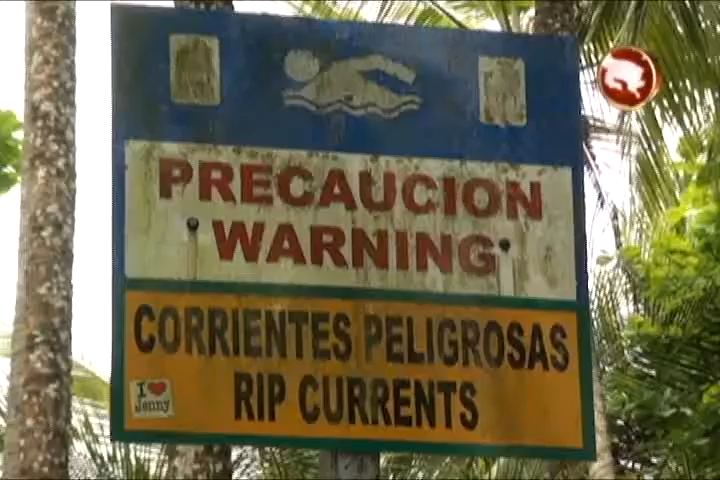 PRECAUCION
WARNING
CORRIENTES PELIGROSAS
RIP CURRENTS
I ❤ Jenny